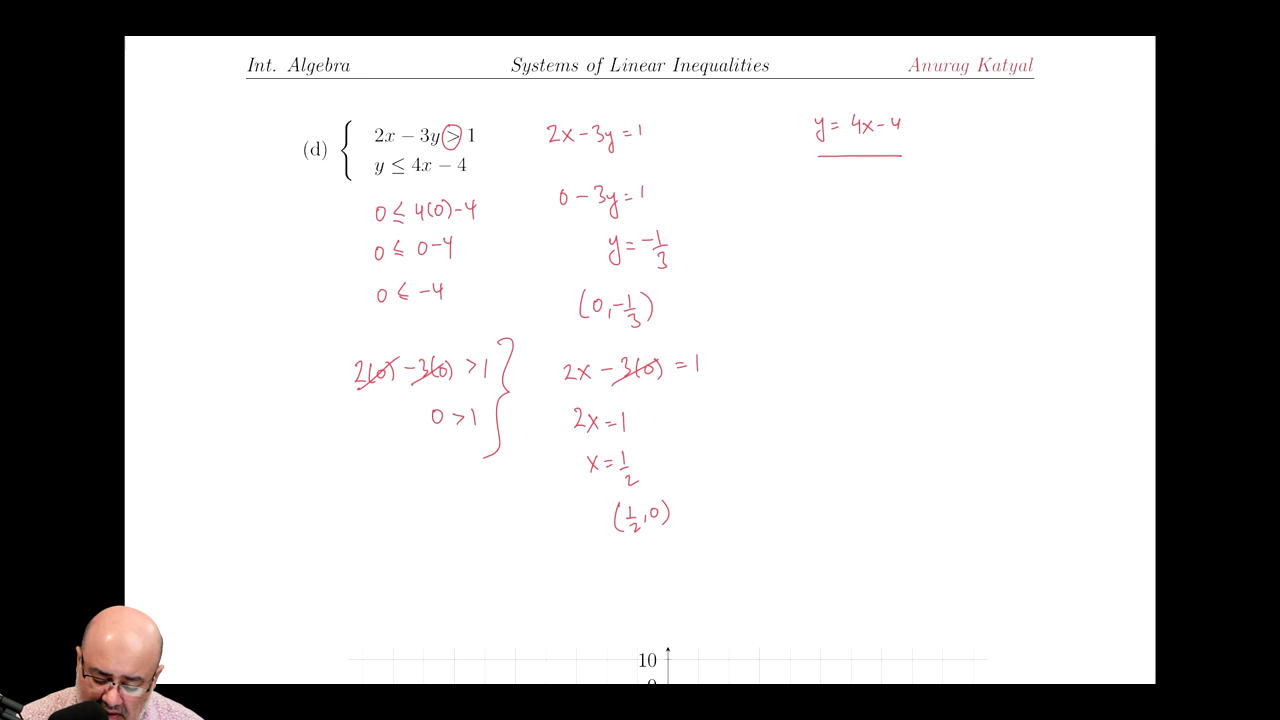 Int. Algebra Systems of Linear Inequalities Anurag Katyal
(d) { 2x − 3y > 1
y ≤ 4x − 4
2x − 3y = 1
y = 4x − 4
0 ≤ 4(0) − 4
0 ≤ 0 − 4
0 ≤ −4
0 − 3y = 1
y = −1/3
(0, −1/3)
2(0) − 3(0) > 1
0 > 1
2x − 3(0) = 1
2x = 1
x = 1/2
(1/2, 0)
10